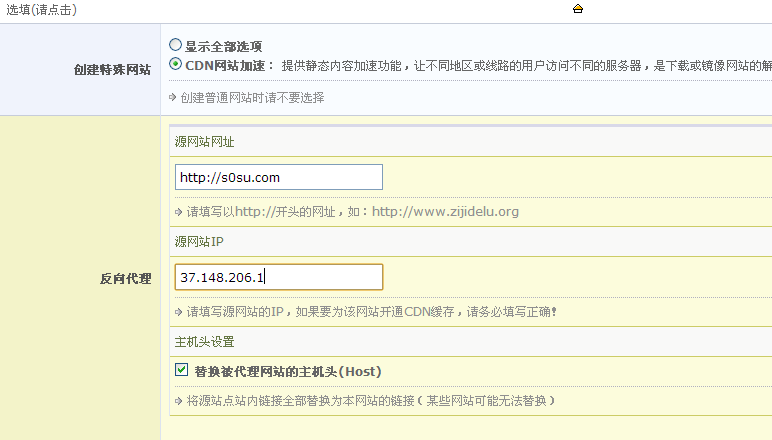 选填(请点击)
创建特殊网站
显示全部选项
CDN网站加速： 提供静态内容加速功能，让不同地区或线路的用户访问不同的服务器，是下载或镜像网站的解
创建普通网站时请不要选择
反向代理
源网站网址
http://s0su.com
请填写以http://开头的网址，如：http://www.zijidelu.org
源网站IP
37.148.206.1
请填写源网站的IP，如果要为该网站开通CDN缓存，请务必填写正确!
主机头设置
替换被代理网站的主机头(Host)
将源站点站内链接全部替换为本网站的链接（某些网站可能无法替换）